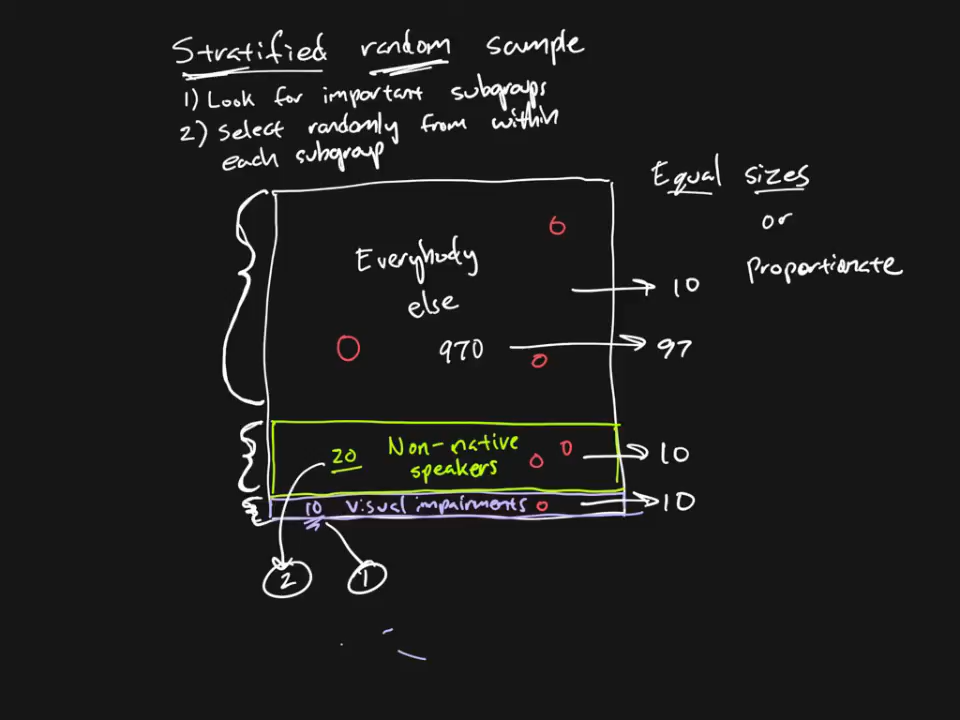 Stratified random sample
1) Look for important subgroups
2) Select randomly from within
each subgroup
Equal sizes
or
Proportionate
Everybody
else
10
970
97
20 Non-native
speakers
10
10 visual impairments
10
2
1